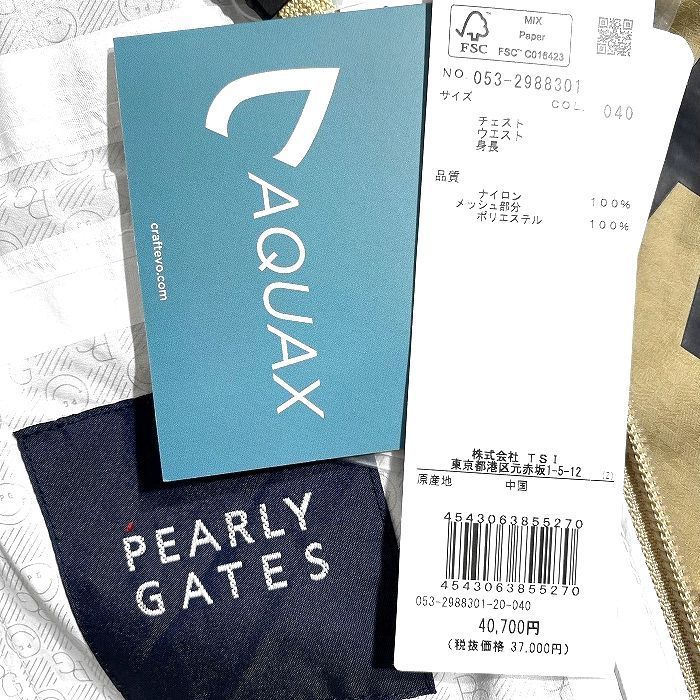 AQUAX
craftevo.com
PEARLY
GATES
FSC
MIX
Paper
FSC™ C016423
NO. 053-2988301
サイズ
COL. 040
チェスト
ウエスト
身長
品質
ナイロン 100%
メッシュ部分
ポリエステル 100%
株式会社 TSI
東京都港区元赤坂1-5-12
(2)
原産地 中国
4543063855270
4543063855270
053-2988301-20-040
40,700円
(税抜価格 37,000円)